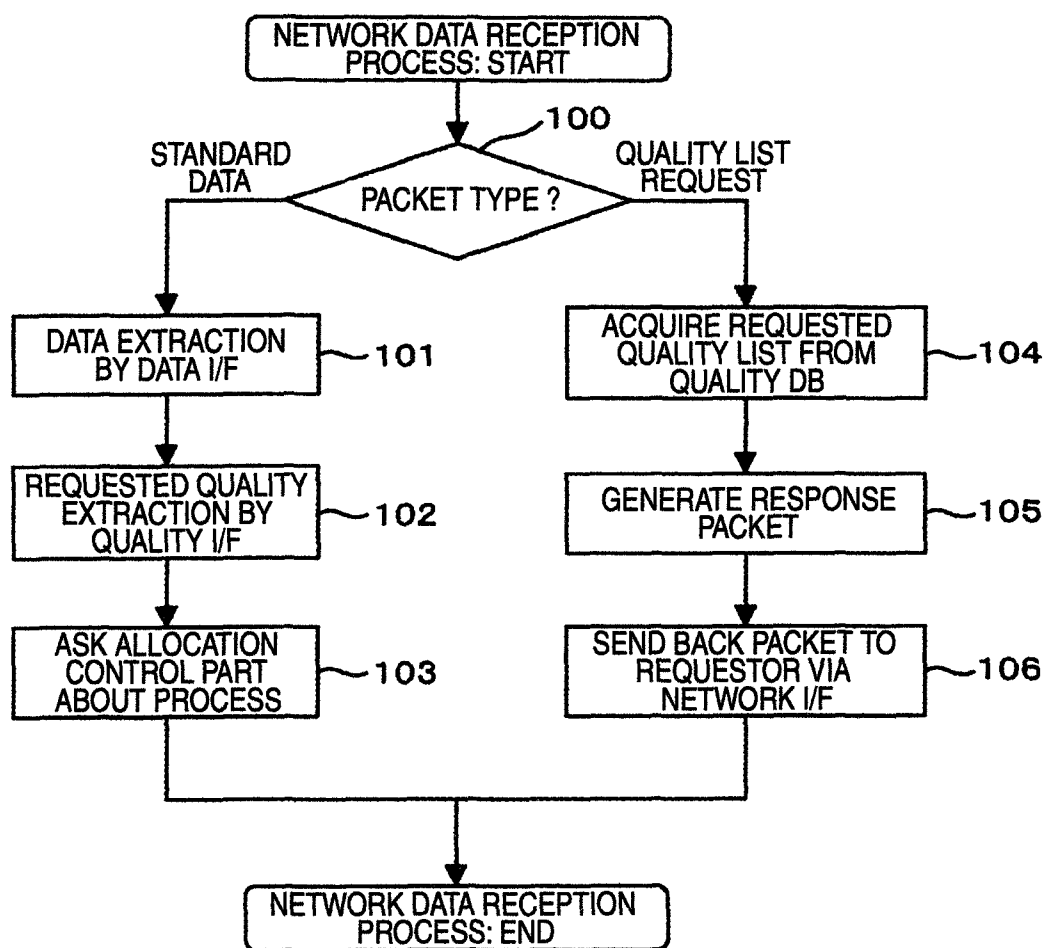 NETWORK DATA RECEPTION
PROCESS: START
100
STANDARD
DATA
PACKET TYPE ?
QUALITY LIST
REQUEST
DATA EXTRACTION
BY DATA I/F
101
REQUESTED QUALITY
EXTRACTION BY
QUALITY I/F
102
ASK ALLOCATION
CONTROL PART
ABOUT PROCESS
103
ACQUIRE REQUESTED
QUALITY LIST FROM
QUALITY DB
104
GENERATE RESPONSE
PACKET
105
SEND BACK PACKET TO
REQUESTOR VIA
NETWORK I/F
106
NETWORK DATA RECEPTION
PROCESS: END